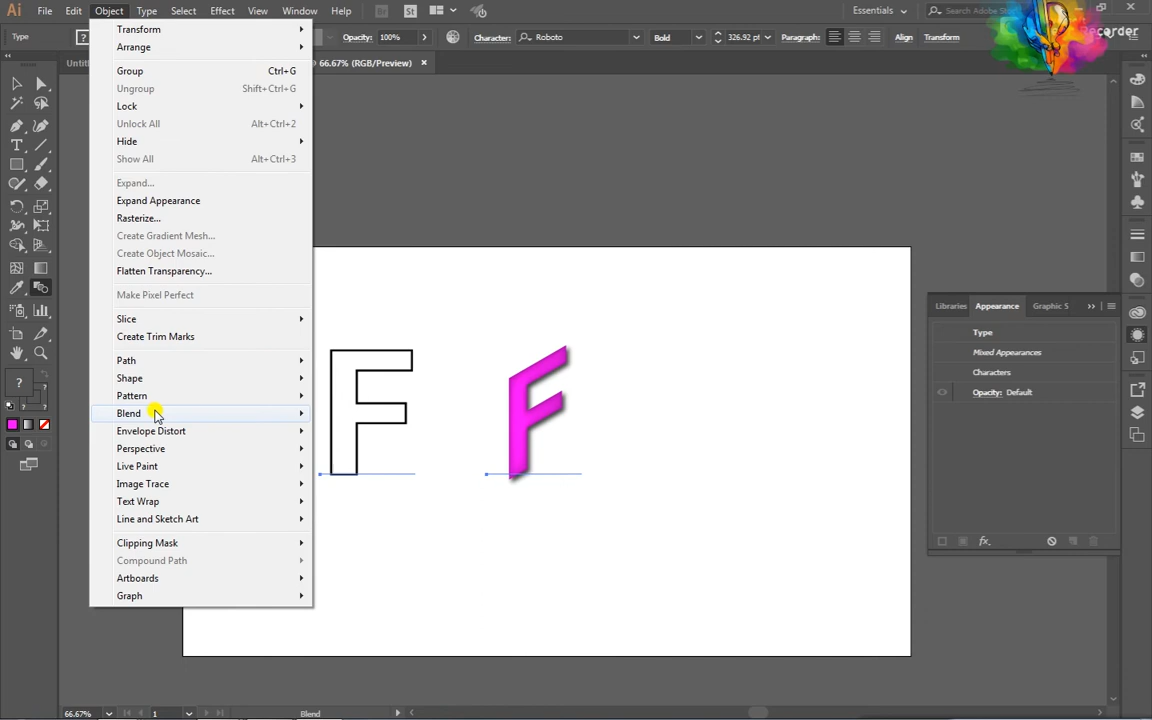 Ai File Edit Object Type Select Effect View Window Help Br St Essentials Search Adobe Stock
Type ? Opacity: 100% Character: Roboto Bold 326.92 pt Paragraph: Align Transform
@ 66.67% (RGB/Preview)
Transform
Arrange
Group Ctrl+G
Ungroup Shift+Ctrl+G
Lock
Unlock All Alt+Ctrl+2
Hide
Show All Alt+Ctrl+3
Expand...
Expand Appearance
Rasterize...
Create Gradient Mesh...
Create Object Mosaic...
Flatten Transparency...
Make Pixel Perfect
Slice
Create Trim Marks
Path
Shape
Pattern
Blend
Envelope Distort
Perspective
Live Paint
Image Trace
Text Wrap
Line and Sketch Art
Clipping Mask
Compound Path
Artboards
Graph
F F
Libraries Appearance Graphic S
Type
Mixed Appearances
Characters
Opacity: Default
fx
66.67% 1 Blend